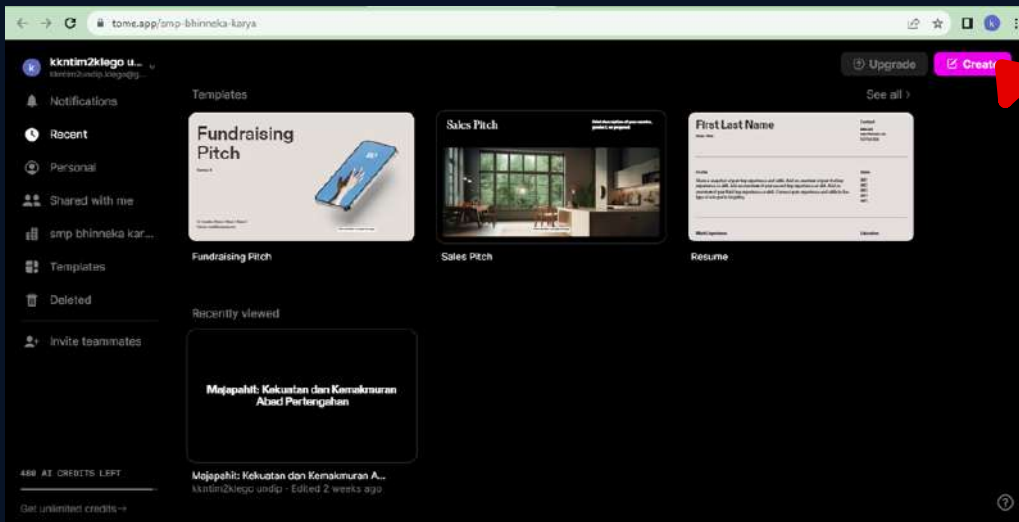 tome.app/smp-bhinneka-karya
kkntim2klego u...
Upgrade
Create
Notifications
Recent
Personal
Shared with me
smp bhinneka kar...
Templates
Deleted
Invite teammates
480 AI CREDITS LEFT
Get unlimited credits→
Templates
See all
Fundraising
Pitch
Sales Pitch
First Last Name
Fundraising Pitch
Sales Pitch
Resume
Recently viewed
Majapahit: Kekuatan dan Kemakmuran
Abad Pertengahan
Majapahit: Kekuatan dan Kemakmuran A...
kkntim2klego undip - Edited 2 weeks ago